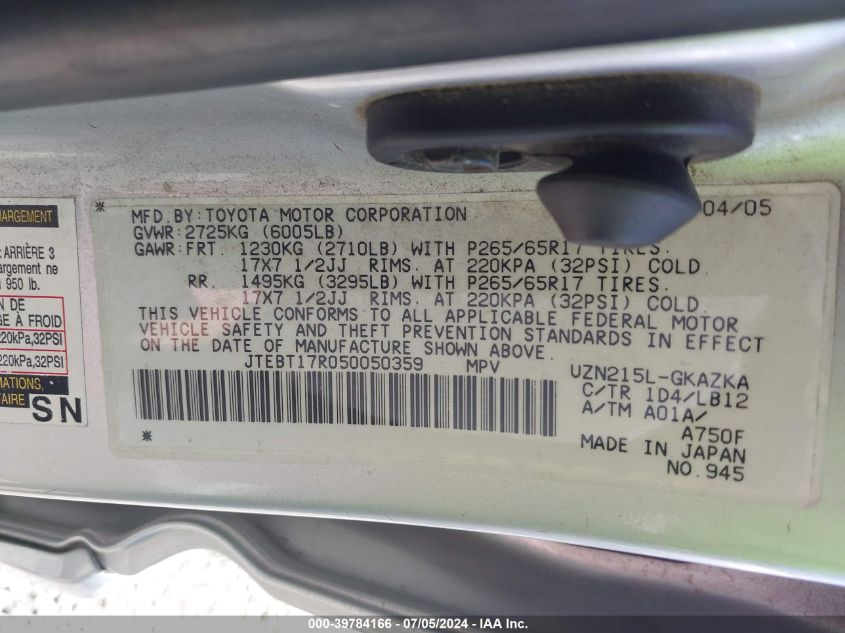 ARGEMENT
ARRIÈRE 3
argement ne
950 lb.
N DE
GE À FROID
220kPa,32PSI
220kPa,32PSI
MATIONS,
TAIRE
SN
*
MFD.BY:TOYOTA MOTOR CORPORATION 04/05
GVWR:2725KG (6005LB)
GAWR:FRT. 1230KG (2710LB) WITH P265/65R17 TIRES.
17X7 1/2JJ RIMS. AT 220KPA (32PSI) COLD.
RR. 1495KG (3295LB) WITH P265/65R17 TIRES.
17X7 1/2JJ RIMS. AT 220KPA (32PSI) COLD.
THIS VEHICLE CONFORMS TO ALL APPLICABLE FEDERAL MOTOR
VEHICLE SAFETY AND THEFT PREVENTION STANDARDS IN EFFECT
ON THE DATE OF MANUFACTURE SHOWN ABOVE.
JTEBT17R050050359 MPV UZN215L-GKAZKA
C/TR 1D4/LB12
A/TM A01A/
A750F
*
MADE IN JAPAN
NO.945
000-39784166 - 07/05/2024 - IAAI Inc.